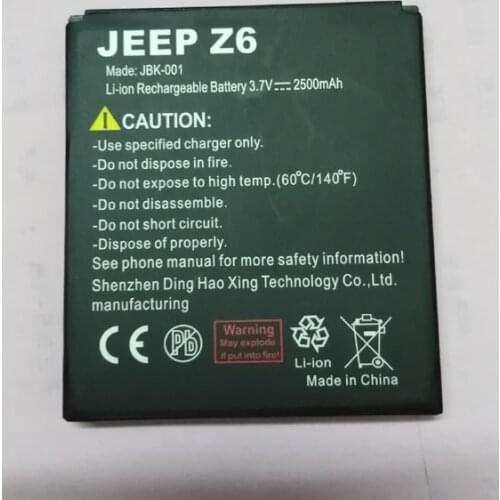 JEEP Z6
Made: JBK-001
Li-ion Rechargeable Battery 3.7V⎓2500mAh
CAUTION:
-Use specified charger only.
-Do not dispose in fire.
-Do not expose to high temp.(60°C/140°F)
-Do not disassemble.
-Do not short circuit.
-Dispose of properly.
See phone manual for more safety information!
Shenzhen Ding Hao Xing Technology Co.,Ltd.
manufacturing
CE
Pb
Warning
May explode
if put into fire!
Li-ion
Made in China